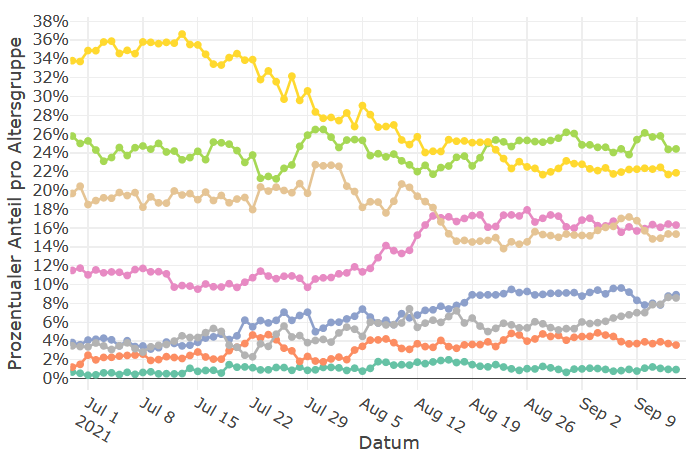 38%
36%
34%
32%
30%
28%
26%
24%
22%
20%
18%
16%
14%
12%
10%
8%
6%
4%
2%
0%
Prozentualer Anteil pro Altersgruppe
Jul 1
2021
Jul 8
Jul 15
Jul 22
Jul 29
Aug 5
Aug 12
Aug 19
Aug 26
Sep 2
Sep 9
Datum